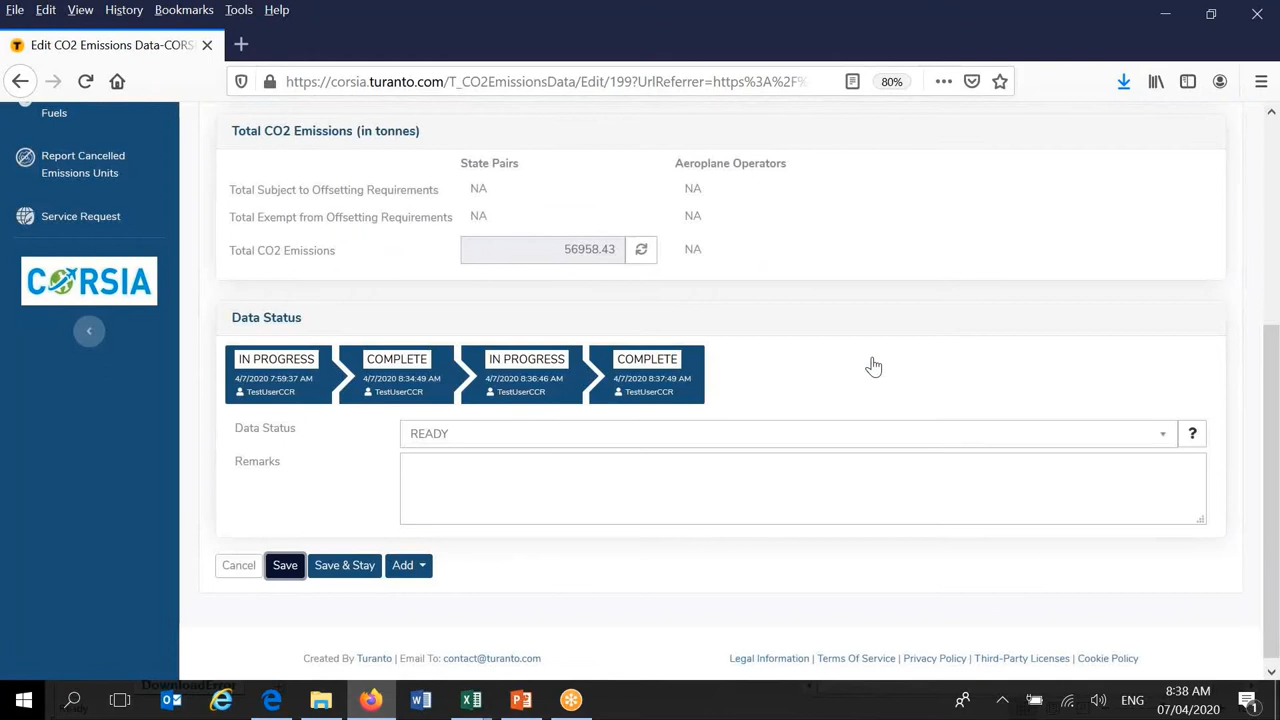 File Edit View History Bookmarks Tools Help
Edit CO2 Emissions Data-CORS
https://corsia.turanto.com/T_CO2EmissionsData/Edit/199?UrlReferrer=https%3A%2F%
80%
Fuels
Report Cancelled
Emissions Units
Service Request
CORSIA
Total CO2 Emissions (in tonnes)
State Pairs Aeroplane Operators
Total Subject to Offsetting Requirements NA NA
Total Exempt from Offsetting Requirements NA NA
Total CO2 Emissions 56958.43 NA
Data Status
IN PROGRESS COMPLETE IN PROGRESS COMPLETE
4/7/2020 7:59:37 AM 4/7/2020 8:34:49 AM 4/7/2020 8:36:46 AM 4/7/2020 8:37:49 AM
TestUserCCR TestUserCCR TestUserCCR TestUserCCR
Data Status READY ?
Remarks
Cancel Save Save & Stay Add
Created By Turanto | Email To: contact@turanto.com Legal Information | Terms Of Service | Privacy Policy | Third-Party Licenses | Cookie Policy
DownloadError
ENG 8:38 AM
07/04/2020
1